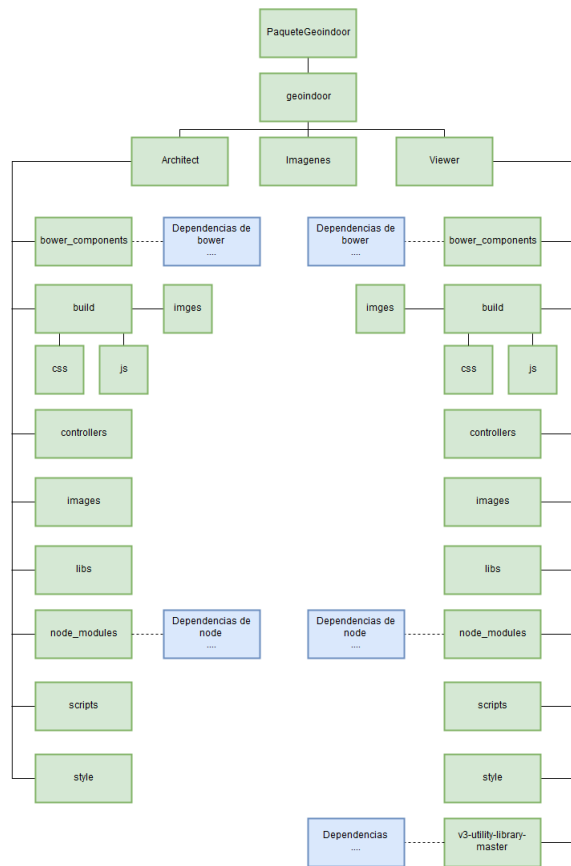 PaqueteGeoindoor
geoindoor
Architect
Imagenes
Viewer
bower_components
Dependencias de
bower
....
Dependencias de
bower
....
bower_components
build
imges
imges
build
css
js
css
js
controllers
controllers
images
images
libs
libs
node_modules
Dependencias de
node
....
Dependencias de
node
....
node_modules
scripts
scripts
style
style
Dependencias
....
v3-utility-library-
master